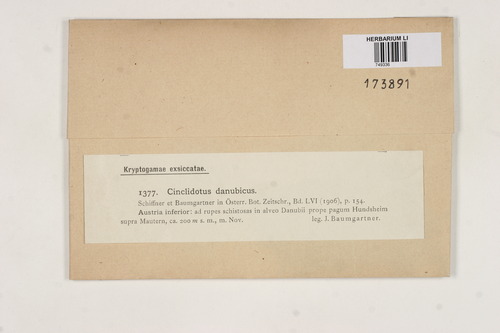 HERBARIUM LI
745036
173891
Kryptogamae exsiccatae.
1377. Cinclidotus danubicus.
Schiffner et Baumgartner in Österr. Bot. Zeitschr., Bd. LVI (1906), p. 154.
Austria inferior: ad rupes schistosas in alveo Danubii prope pagum Hundsheim
supra Mautern, ca. 200 m s. m., m. Nov. leg. J. Baumgartner.